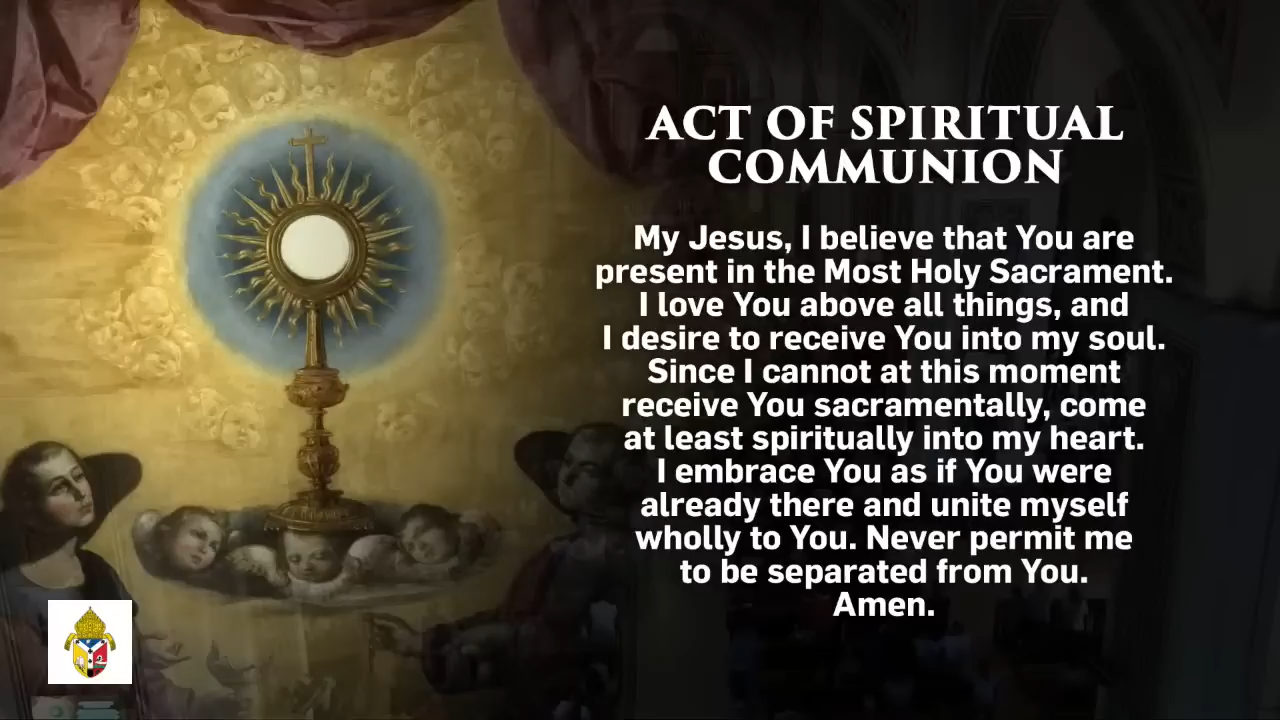 ACT OF SPIRITUAL
COMMUNION
My Jesus, I believe that You are
present in the Most Holy Sacrament.
I love You above all things, and
I desire to receive You into my soul.
Since I cannot at this moment
receive You sacramentally, come
at least spiritually into my heart.
I embrace You as if You were
already there and unite myself
wholly to You. Never permit me
to be separated from You.
Amen.